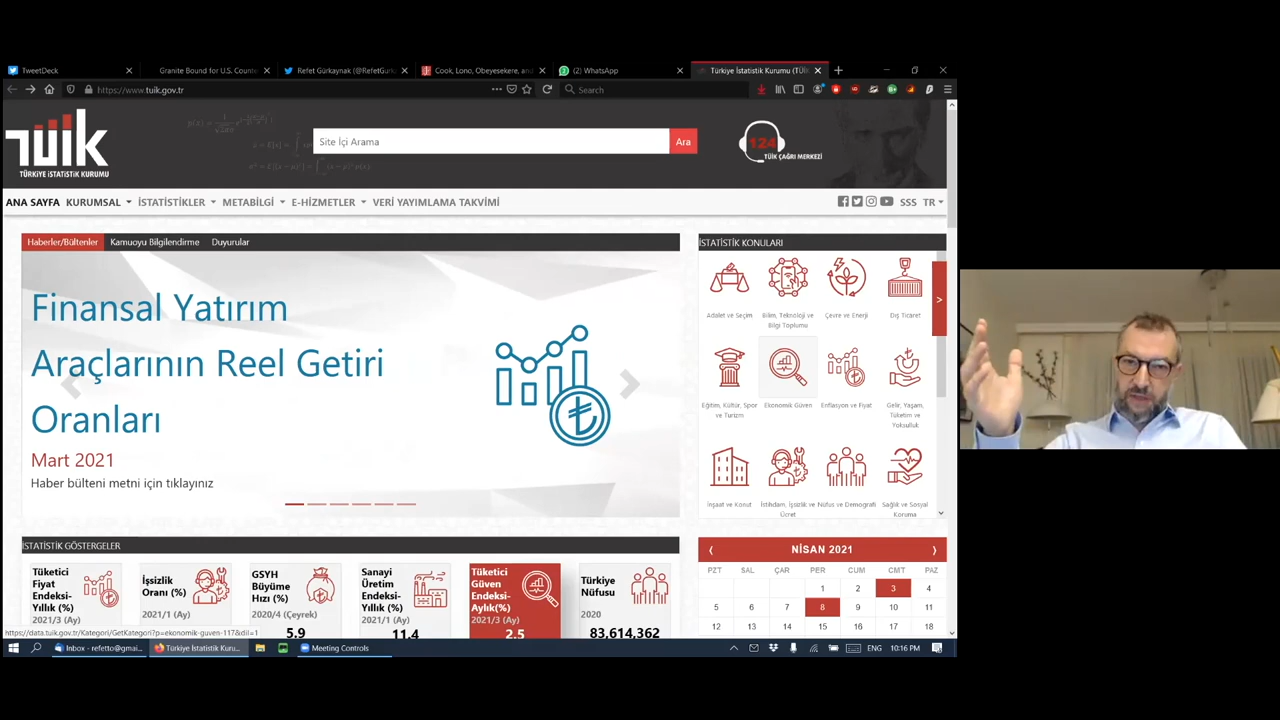 TweetDeck
Granite Bound for U.S. Counte
Refet Gürkaynak (@RefetGurk
Cook, Lono, Obeyesekere, and
(2) WhatsApp
Türkiye İstatistik Kurumu (TÜİK
https://www.tuik.gov.tr
Search
TÜİK
TÜRKİYE İSTATİSTİK KURUMU
Site İçi Arama
Ara
124
TÜİK ÇAĞRI MERKEZİ
ANA SAYFA KURUMSAL İSTATİSTİKLER METABİLGİ E-HİZMETLER VERİ YAYIMLAMA TAKVİMİ
SSS TR
Haberler/Bültenler Kamuoyu Bilgilendirme Duyurular
Finansal Yatırım
Araçlarının Reel Getiri
Oranları
Mart 2021
Haber bülteni metni için tıklayınız
İSTATİSTİK KONULARI
Adalet ve Seçim
Bilim, Teknoloji ve
Bilgi Toplumu
Çevre ve Enerji
Dış Ticaret
Eğitim, Kültür, Spor
ve Turizm
Ekonomik Güven
Enflasyon ve Fiyat
Gelir, Yaşam,
Tüketim ve
Yoksulluk
İnşaat ve Konut
İstihdam, İşsizlik ve
Ücret
Nüfus ve Demografi
Sağlık ve Sosyal
Koruma
İSTATİSTİK GÖSTERGELER
Tüketici
Fiyat
Endeksi-
Yıllık (%)
2021/3 (Ay)
İşsizlik
Oranı (%)
2021/1 (Ay)
GSYH
Büyüme
Hızı (%)
2020/4 (Çeyrek)
5.9
Sanayi
Üretim
Endeksi-
Yıllık (%)
2021/1 (Ay)
11.4
Tüketici
Güven
Endeksi-
Aylık(%)
2021/3 (Ay)
2.5
Türkiye
Nüfusu
2020
83,614,362
NİSAN 2021
PZT SAL ÇAR PER CUM CMT PAZ
1 2 3 4
5 6 7 8 9 10 11
12 13 14 15 16 17 18
https://data.tuik.gov.tr/Kategori/GetKategori?p=ekonomik-guven-117&dil=1
Inbox - refetto@gmai...
Türkiye İstatistik Kuru...
Meeting Controls
ENG
10:16 PM